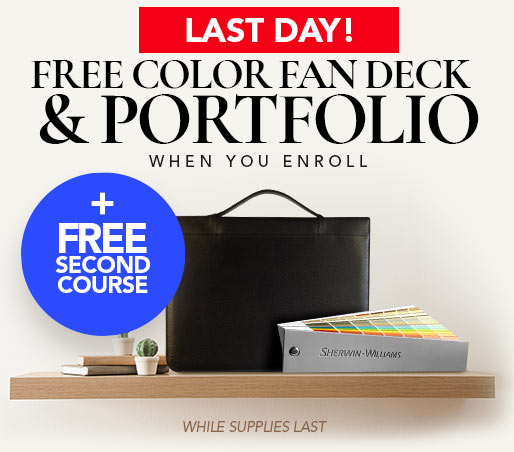 LAST DAY!
FREE COLOR FAN DECK
& PORTFOLIO
WHEN YOU ENROLL
+
FREE
SECOND
COURSE
SHERWIN-WILLIAMS
WHILE SUPPLIES LAST